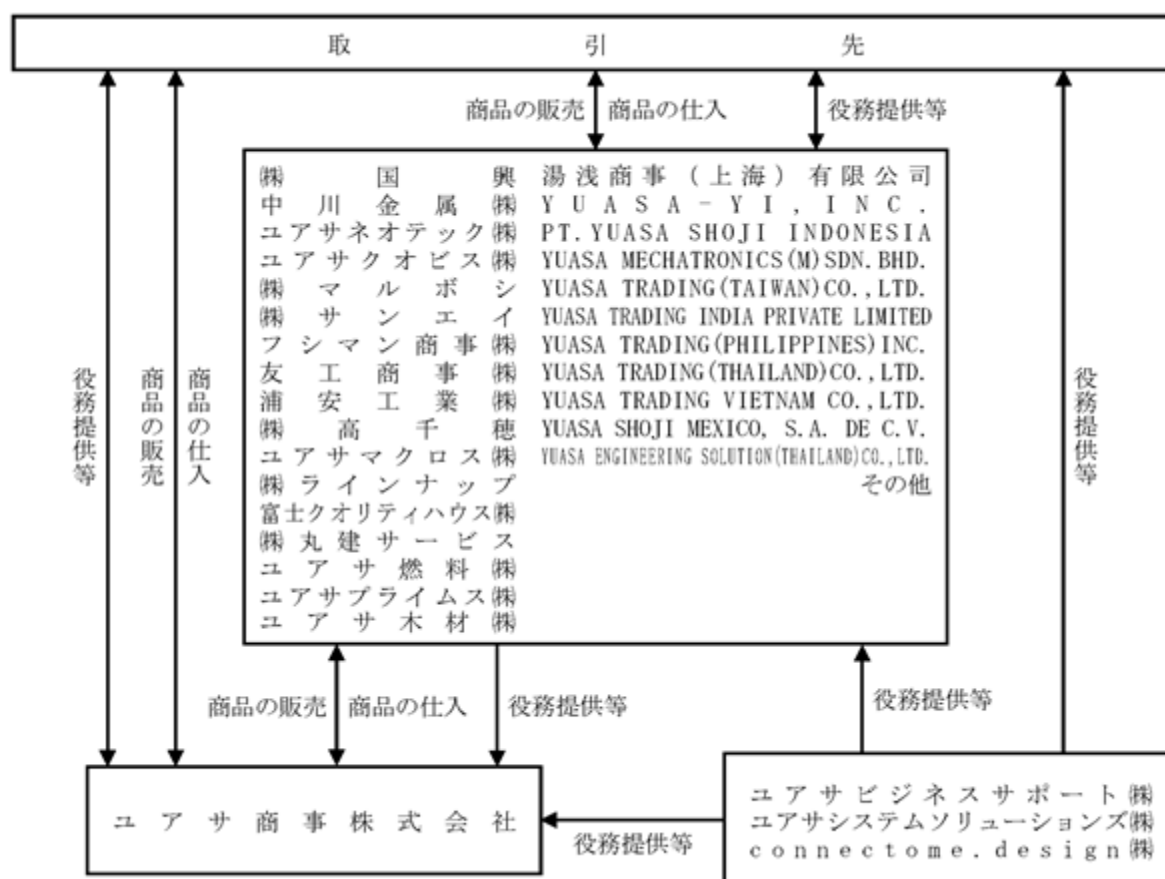 取引先
商品の販売 商品の仕入 役務提供等
㈱国興 湯浅商事（上海）有限公司
中川金属㈱ YUASA-YI, INC.
ユアサネオテック㈱ PT.YUASA SHOJI INDONESIA
ユアサクオビス㈱ YUASA MECHATRONICS(M)SDN.BHD.
㈱マルボシ YUASA TRADING(TAIWAN)CO.,LTD.
㈱サンエイ YUASA TRADING INDIA PRIVATE LIMITED
フシマン商事㈱ YUASA TRADING(PHILIPPINES)INC.
友工商事㈱ YUASA TRADING(THAILAND)CO.,LTD.
浦安工業㈱ YUASA TRADING VIETNAM CO.,LTD.
㈱高千穂 YUASA SHOJI MEXICO, S.A. DE C.V.
ユアサマクロス㈱ YUASA ENGINEERING SOLUTION(THAILAND)CO.,LTD.
㈱ラインナップ その他
富士クオリティハウス㈱
㈱丸建サービス
ユアサ燃料㈱
ユアサプライムス㈱
ユアサ木材㈱
役務提供等
商品の販売
商品の仕入
役務提供等
商品の販売 商品の仕入 役務提供等
役務提供等
ユアサ商事株式会社
役務提供等
ユアサビジネスサポート㈱
ユアサシステムソリューションズ㈱
connectome.design㈱